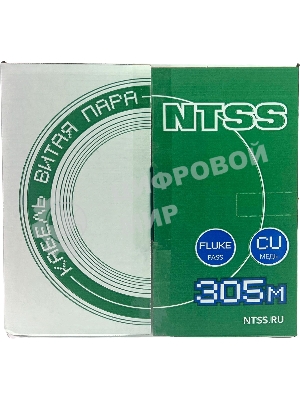 NTSS
КАБЕЛЬ ВИТАЯ ПАРА
ЦИФРОВОЙ
МИР
FLUKE
PASS
CU
МЕДЬ
305м
NTSS.RU